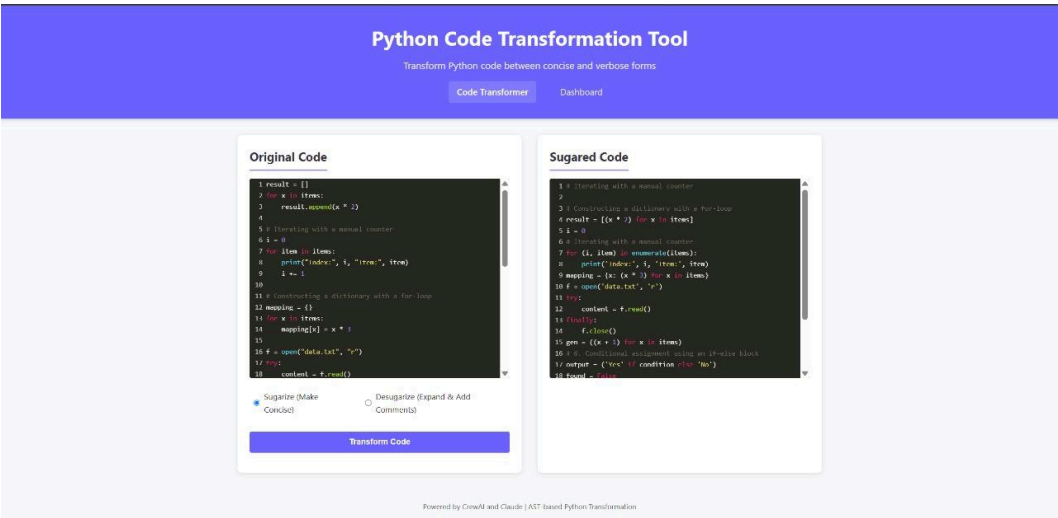 Python Code Transformation Tool
Transform Python code between concise and verbose forms
Code Transformer Dashboard
Original Code
1 result = []
2 for x in items:
3 result.append(x * 2)
4
5 # Iterating with a manual counter
6 i = 0
7 for item in items:
8 print("Index:", i, "Item:", item)
9 i += 1
10
11 # Constructing a dictionary with a for-loop
12 mapping = {}
13 for x in items:
14 mapping[x] = x * 3
15
16 f = open("data.txt", "r")
17 try:
18 content = f.read()
Sugarize (Make Concise)
Desugarize (Expand & Add Comments)
Transform Code
Sugared Code
1 # Iterating with a manual counter
2
3 # Constructing a dictionary with a for-loop
4 result = [(x * 2) for x in items]
5 i = 0
6 # Iterating with a manual counter
7 for (i, item) in enumerate(items):
8 print('Index:', i, 'Item:', item)
9 mapping = {x: (x * 3) for x in items}
10 f = open('data.txt', 'r')
11 try:
12 content = f.read()
13 finally:
14 f.close()
15 gen = ((x + 1) for x in items)
16 # 6. Conditional assignment using an if-else block
17 output = ('Yes' if condition else 'No')
18 found = False
Powered by CrewAI and Claude | AST-based Python Transformation